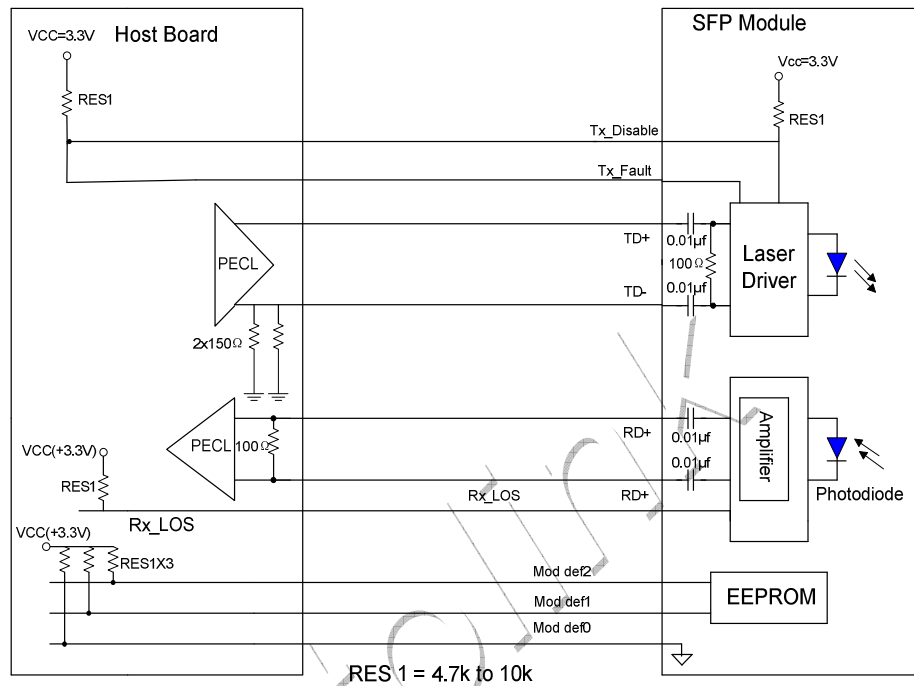 Host Board
SFP Module
VCC=3.3V
Vcc=3.3V
RES1
RES1
Tx_Disable
Tx_Fault
PECL
TD+
0.01µf
100Ω
0.01µf
TD-
Laser
Driver
2x150Ω
PECL
100Ω
RD+
0.01µf
0.01µf
RD+
Amplifier
Photodiode
VCC(+3.3V)
RES1
Rx_LOS
Rx_LOS
VCC(+3.3V)
RES1X3
Mod def2
Mod def1
Mod def0
EEPROM
RES 1 = 4.7k to 10k